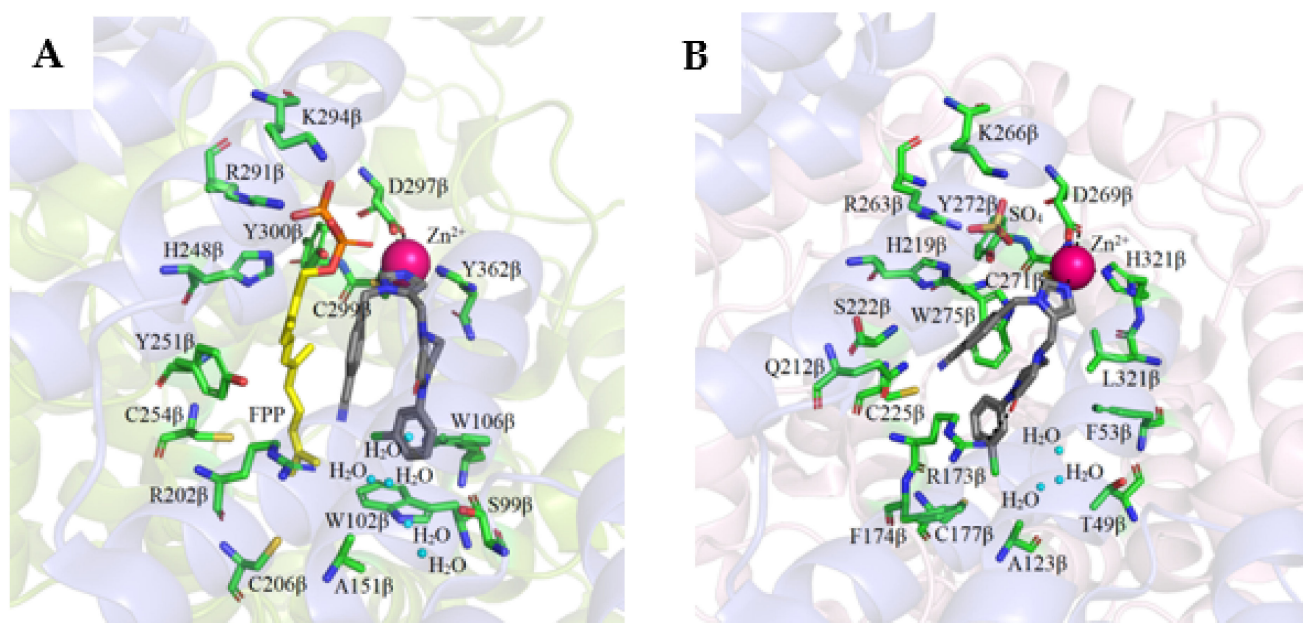 A
K294β
R291β
D297β
Y300β
Zn²⁺
H248β
Y362β
C299β
Y251β
C254β
FPP
W106β
H₂O
H₂O
H₂O
R202β
S99β
W102β
H₂O
H₂O
C206β
A151β
B
K266β
D269β
R263β
Y272β
SO₄
H219β
Zn²⁺
H321β
C271β
S222β
W275β
Q212β
L321β
C225β
F53β
H₂O
R173β
H₂O
H₂O
T49β
F174β
C177β
A123β